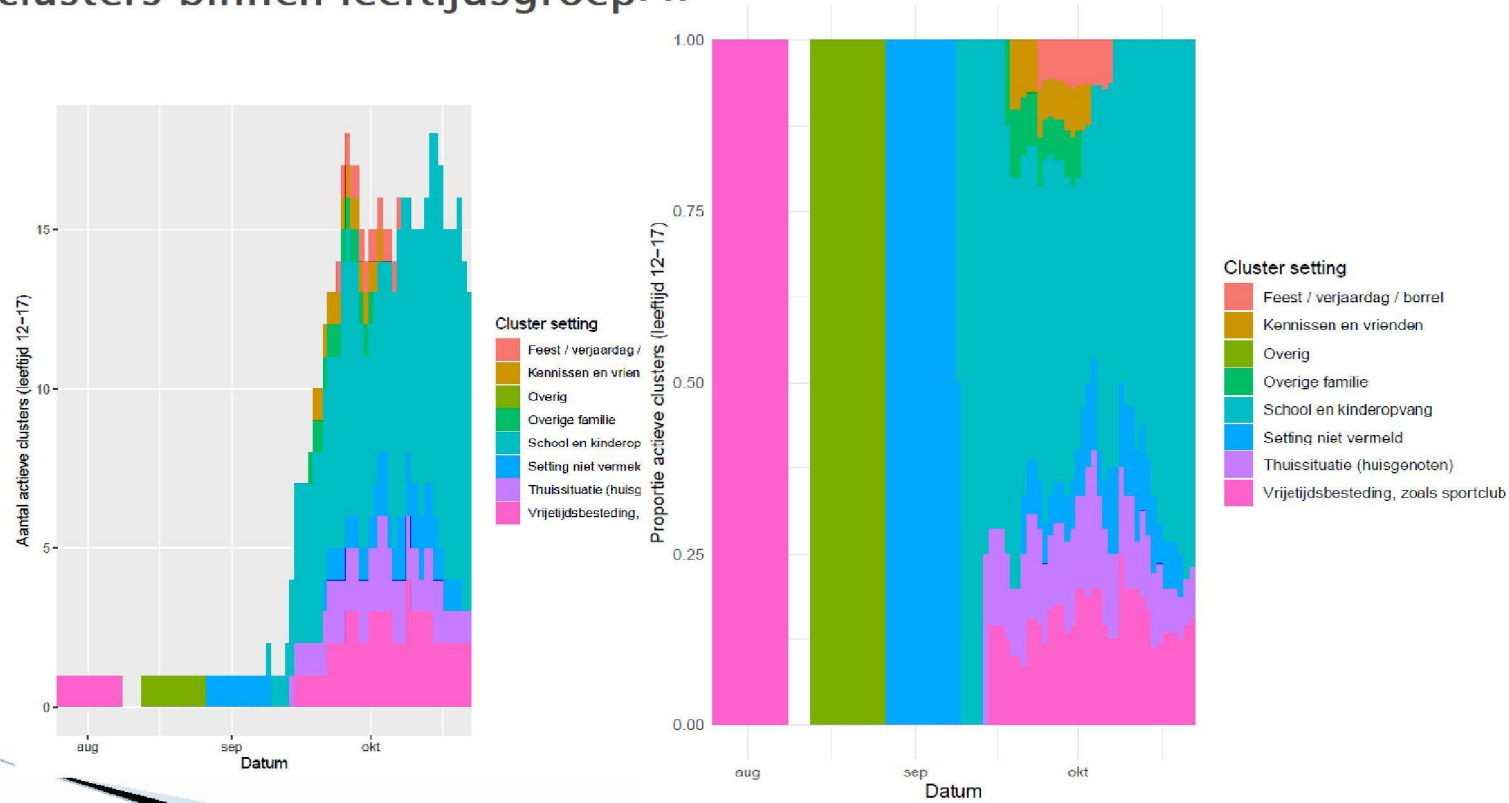 clusters binnen leeftijdsgroep:
Aantal actieve clusters (leeftijd 12−17)
15
10
5
0
aug
sep
okt
Datum
Cluster setting
Feest / verjaardag /
Kennissen en vrien
Overig
Overige familie
School en kinderop
Setting niet vermel
Thuissituatie (huisg
Vrijetijdsbesteding,
Proportie actieve clusters (leeftijd 12−17)
1.00
0.75
0.50
0.25
0.00
aug
sep
okt
Datum
Cluster setting
Feest / verjaardag / borrel
Kennissen en vrienden
Overig
Overige familie
School en kinderopvang
Setting niet vermeld
Thuissituatie (huisgenoten)
Vrijetijdsbesteding, zoals sportclub